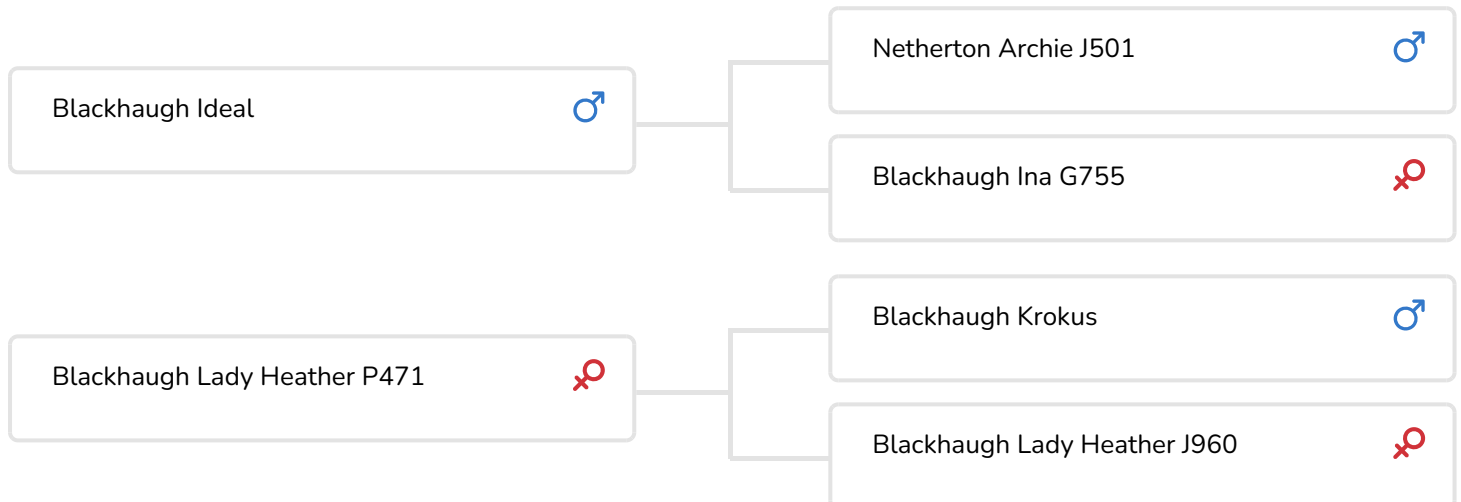 Netherton Archie J501
Blackhaugh Ideal
Blackhaugh Ina G755
Blackhaugh Krokus
Blackhaugh Lady Heather P471
Blackhaugh Lady Heather J960